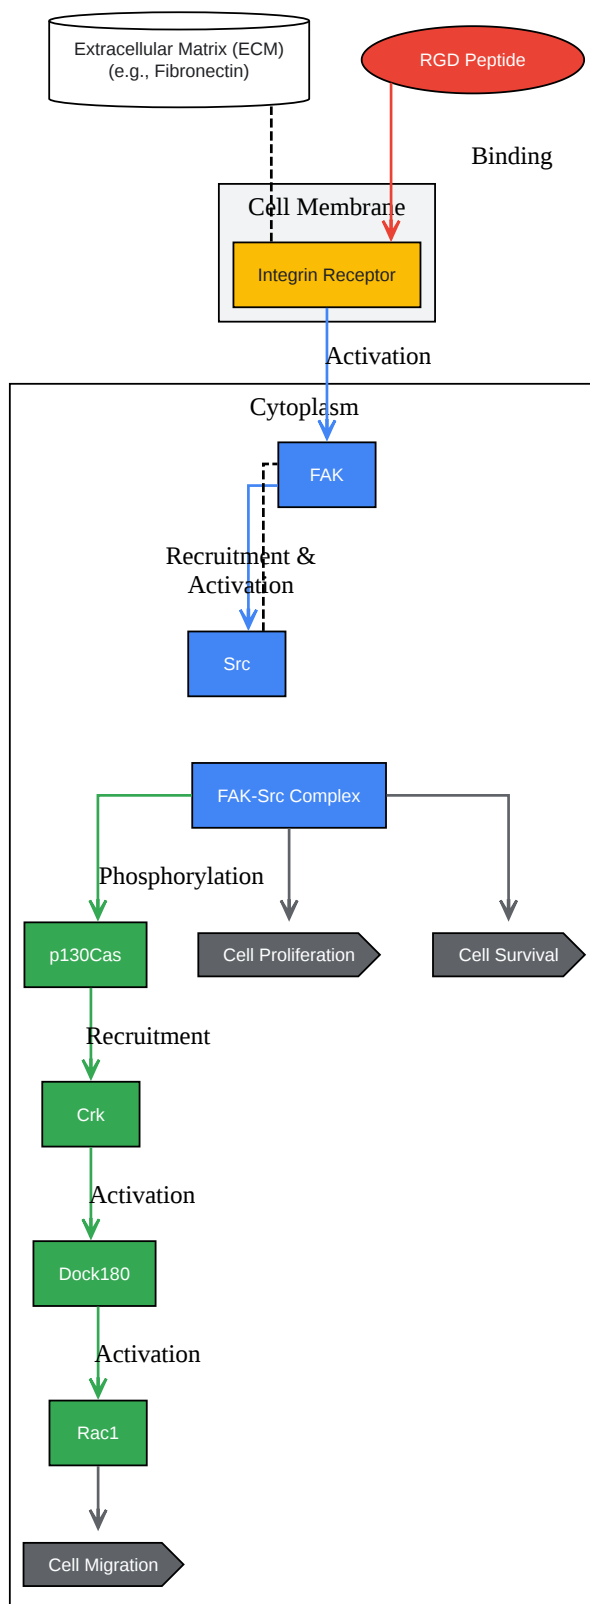 Extracellular Matrix (ECM)
(e.g., Fibronectin)
RGD Peptide
Binding
Cell Membrane
Integrin Receptor
Activation
Cytoplasm
FAK
Recruitment &
Activation
Src
FAK-Src Complex
Phosphorylation
p130Cas
Cell Proliferation
Cell Survival
Recruitment
Crk
Activation
Dock180
Activation
Rac1
Cell Migration